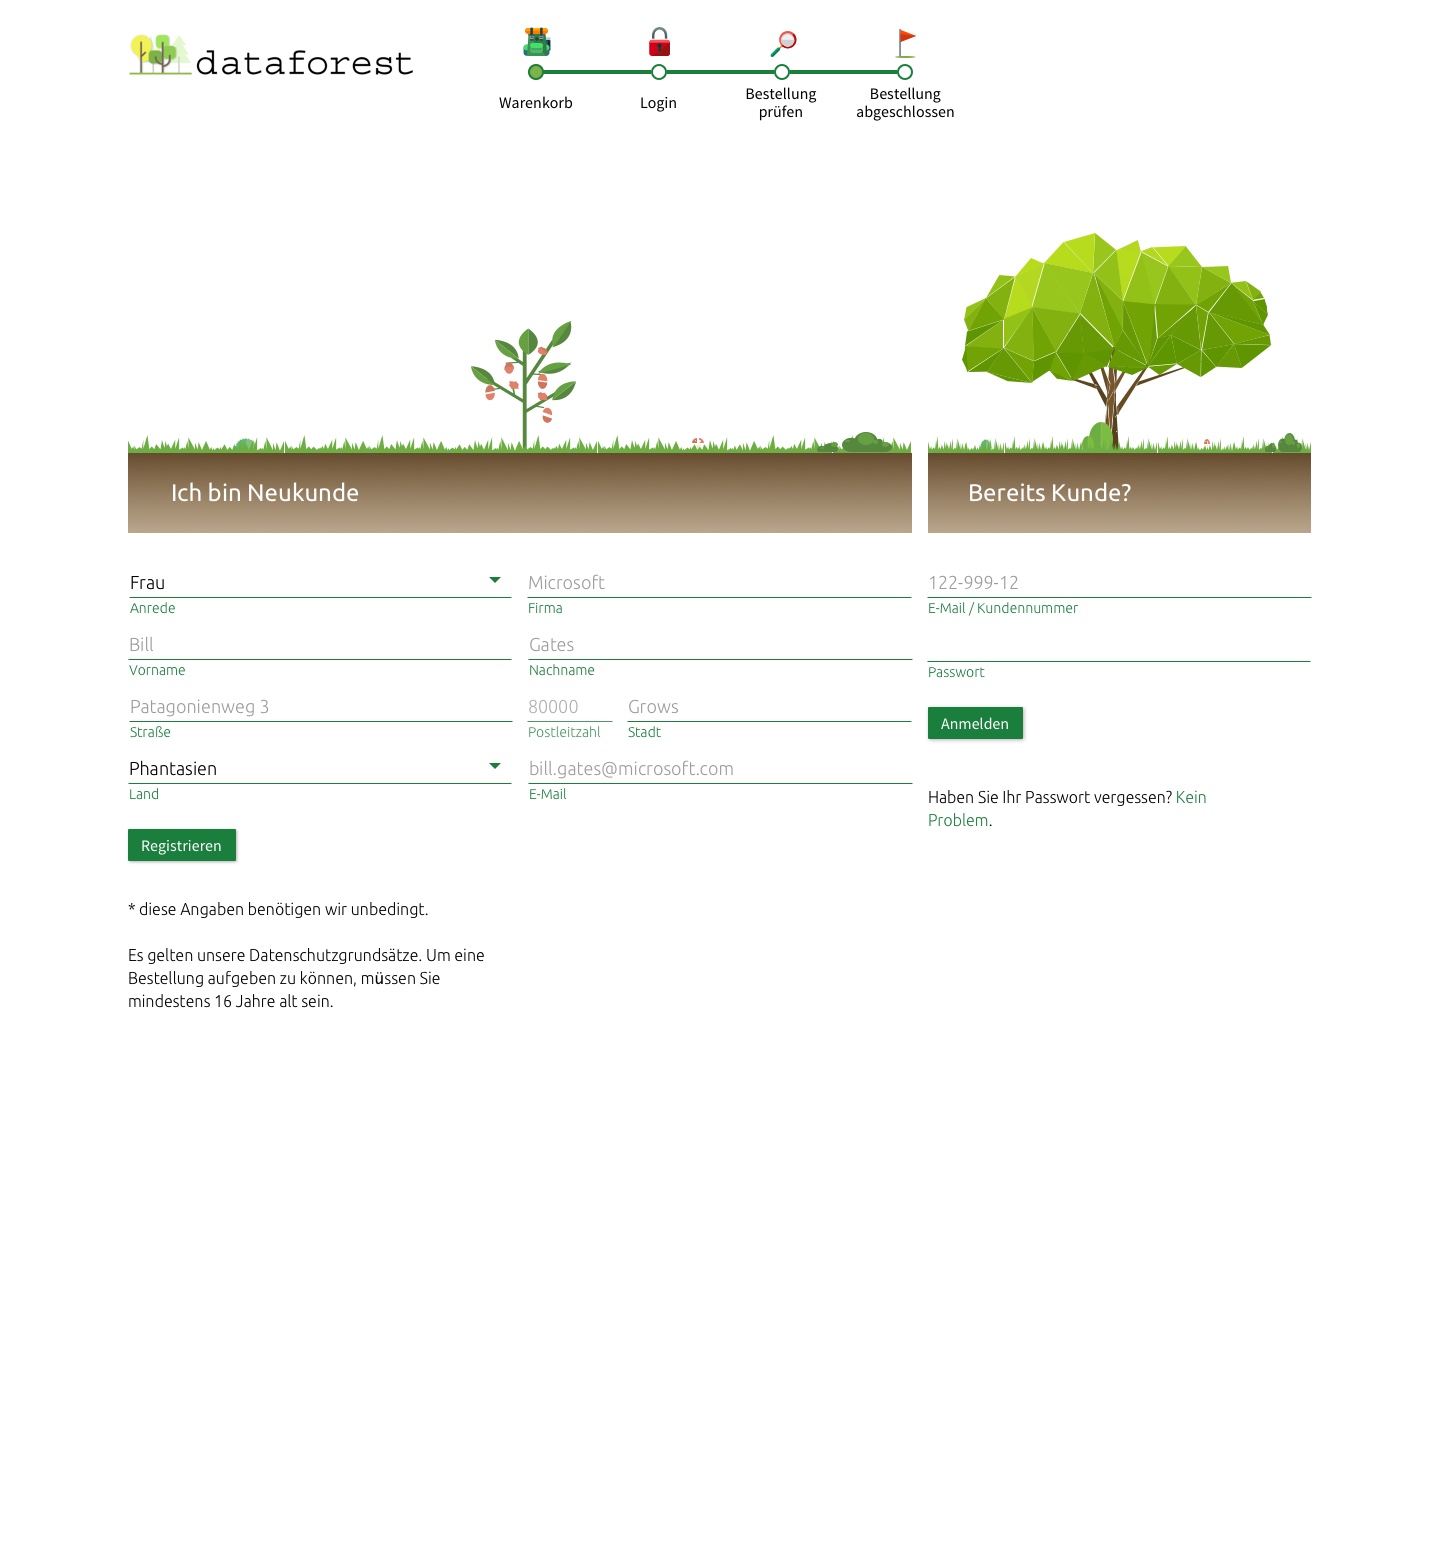 dataforest
Warenkorb
Login
Bestellung
prüfen
Bestellung
abgeschlossen
Ich bin Neukunde
Bereits Kunde?
Frau
Anrede
Microsoft
Firma
122-999-12
E-Mail / Kundennummer
Bill
Vorname
Gates
Nachname
Passwort
Patagonienweg 3
Straße
80000
Postleitzahl
Grows
Stadt
Anmelden
Phantasien
Land
bill.gates@microsoft.com
E-Mail
Haben Sie Ihr Passwort vergessen? Kein
Problem.
Registrieren
* diese Angaben benötigen wir unbedingt.
Es gelten unsere Datenschutzgrundsätze. Um eine
Bestellung aufgeben zu können, müssen Sie
mindestens 16 Jahre alt sein.